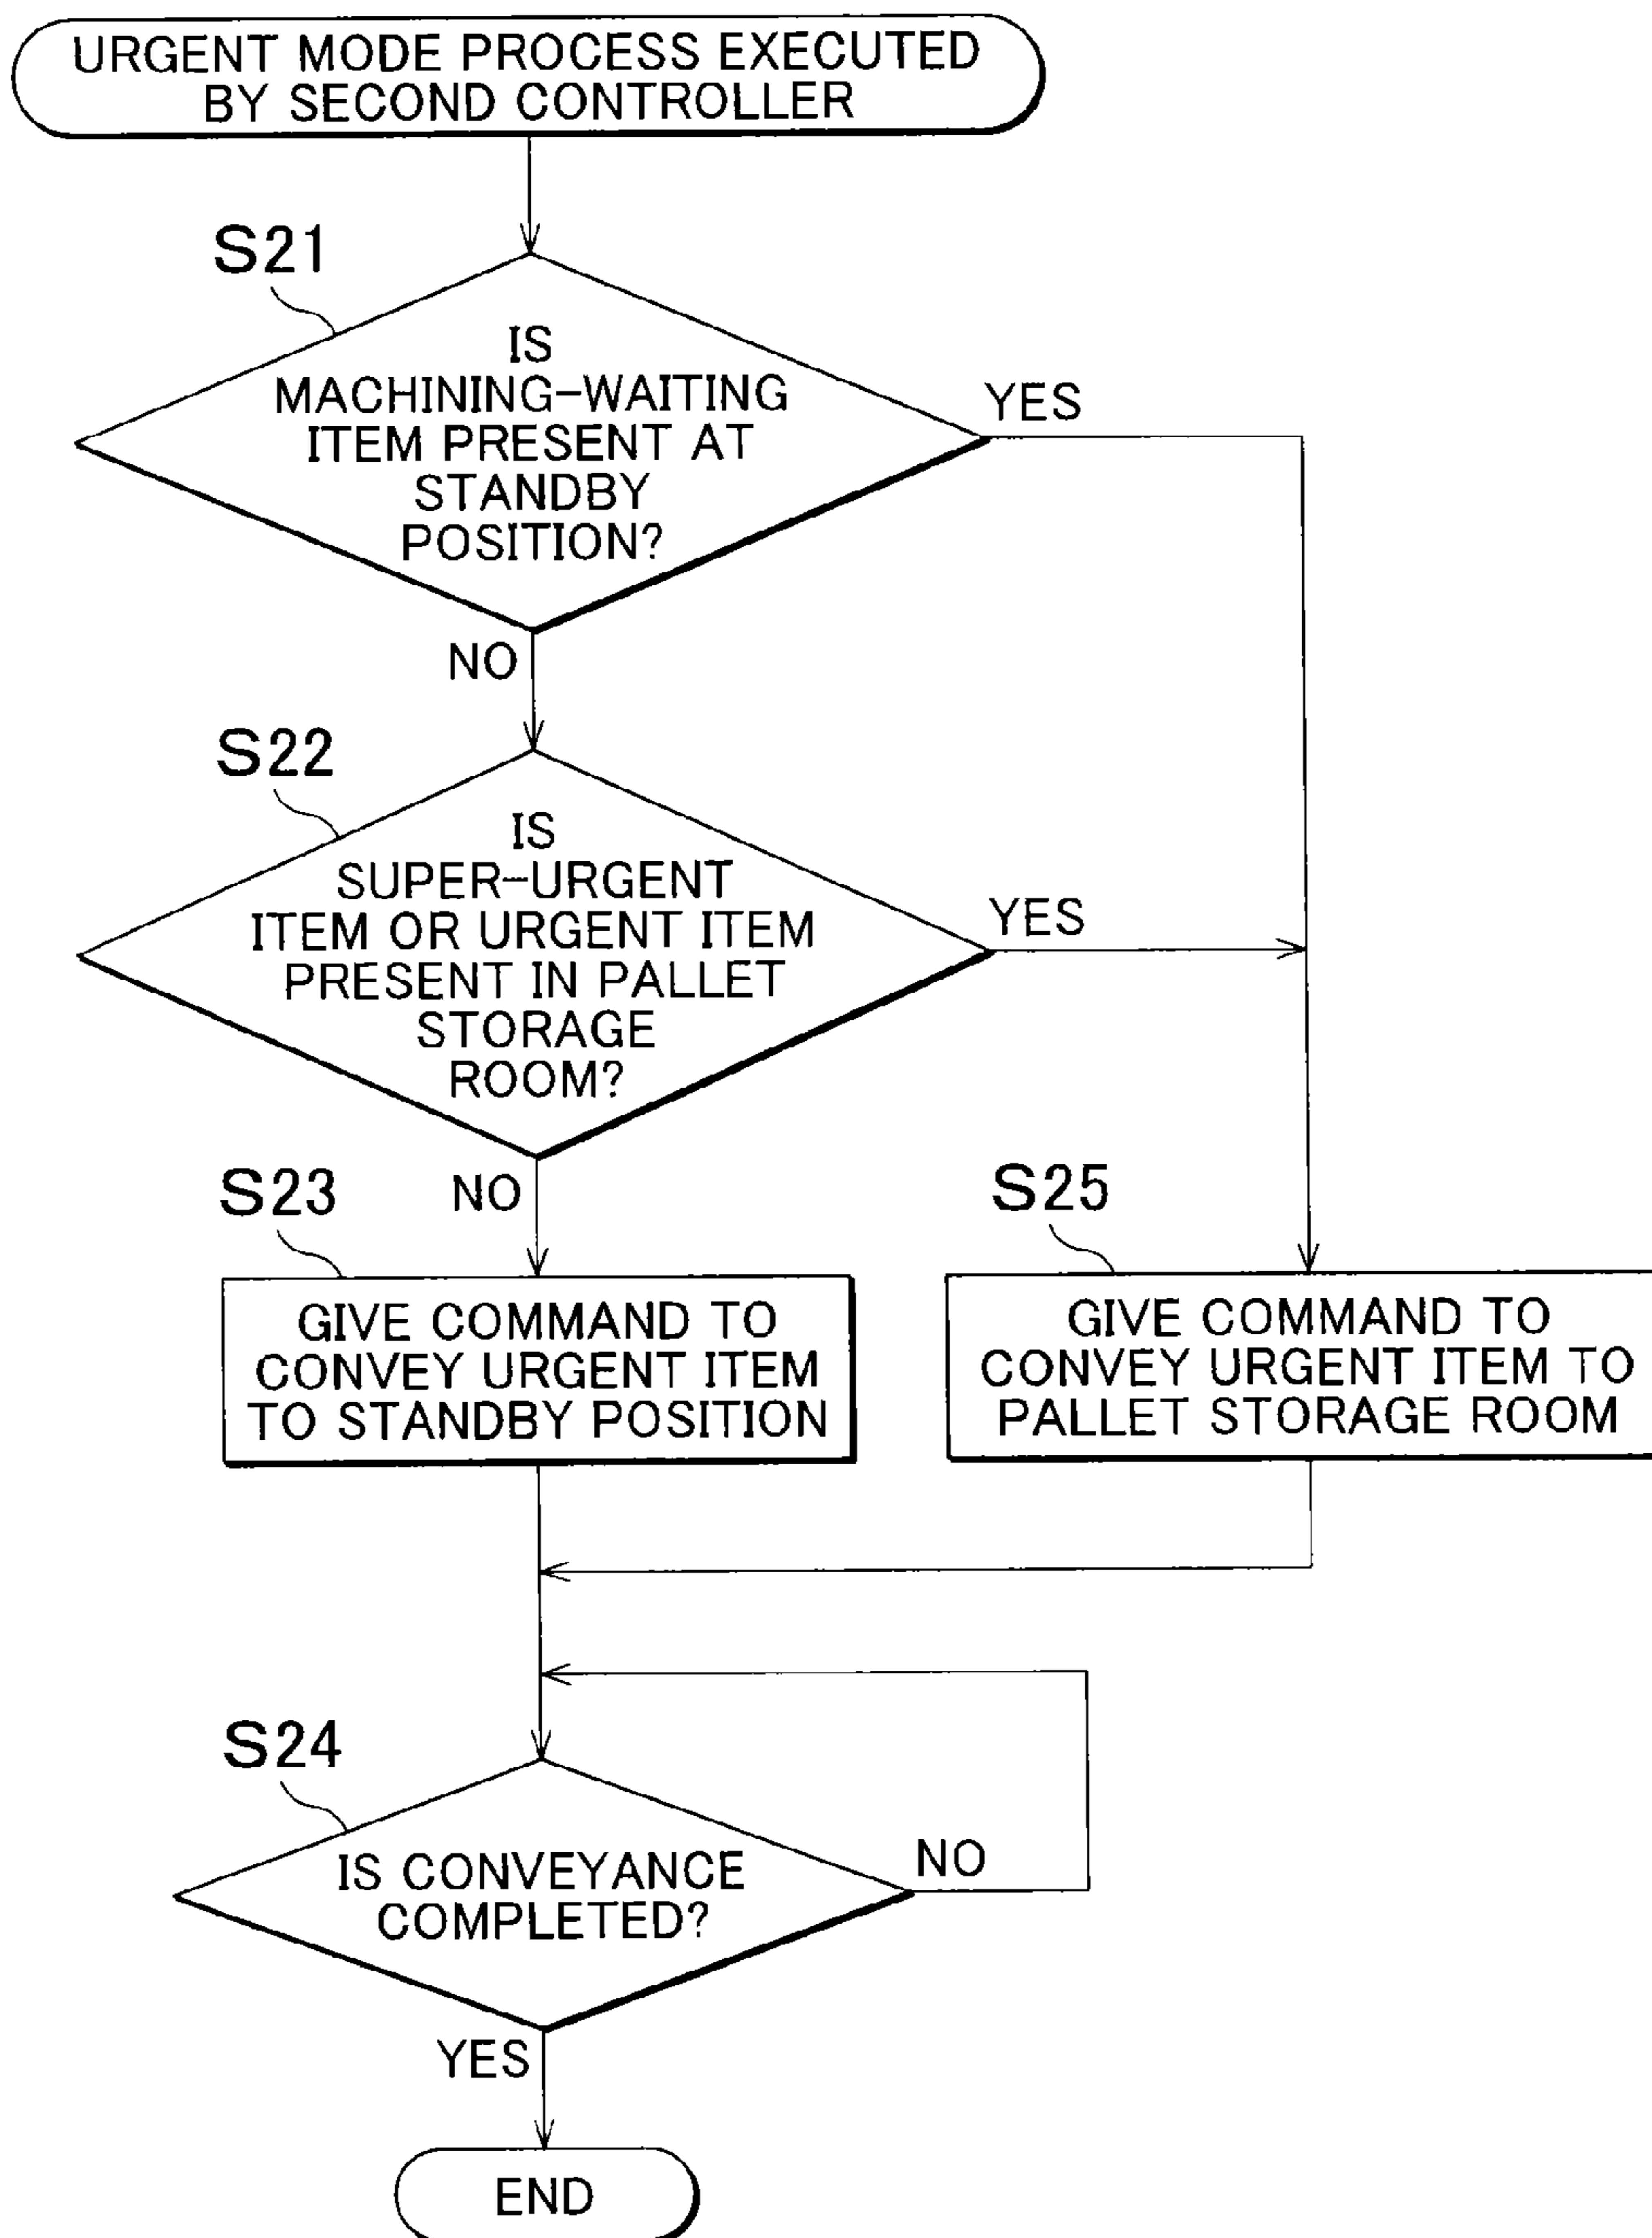 URGENT MODE PROCESS EXECUTED
BY SECOND CONTROLLER
S21
IS
MACHINING-WAITING
ITEM PRESENT AT
STANDBY
POSITION?
YES
NO
S22
IS
SUPER-URGENT
ITEM OR URGENT ITEM
PRESENT IN PALLET
STORAGE
ROOM?
YES
NO
S23
GIVE COMMAND TO
CONVEY URGENT ITEM
TO STANDBY POSITION
S25
GIVE COMMAND TO
CONVEY URGENT ITEM TO
PALLET STORAGE ROOM
S24
IS CONVEYANCE
COMPLETED?
NO
YES
END